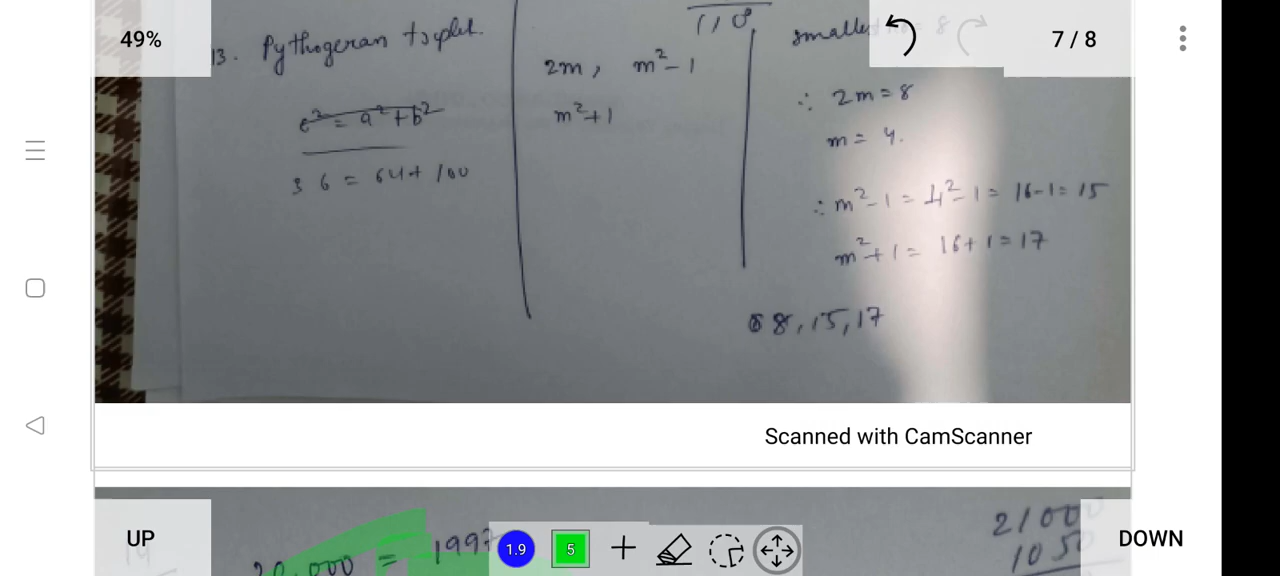 49%
7 / 8
13. Pythogeran triplet.
c² = a² + b²
36 = 64 + 100
2m, m² - 1
m² + 1
∴ 2m = 8
m = 4.
∴ m² - 1 = 4² - 1 = 16 - 1 = 15
m² + 1 = 16 + 1 = 17
8, 15, 17
Scanned with CamScanner
21000
1050
= 1997
UP
1.9
5
DOWN